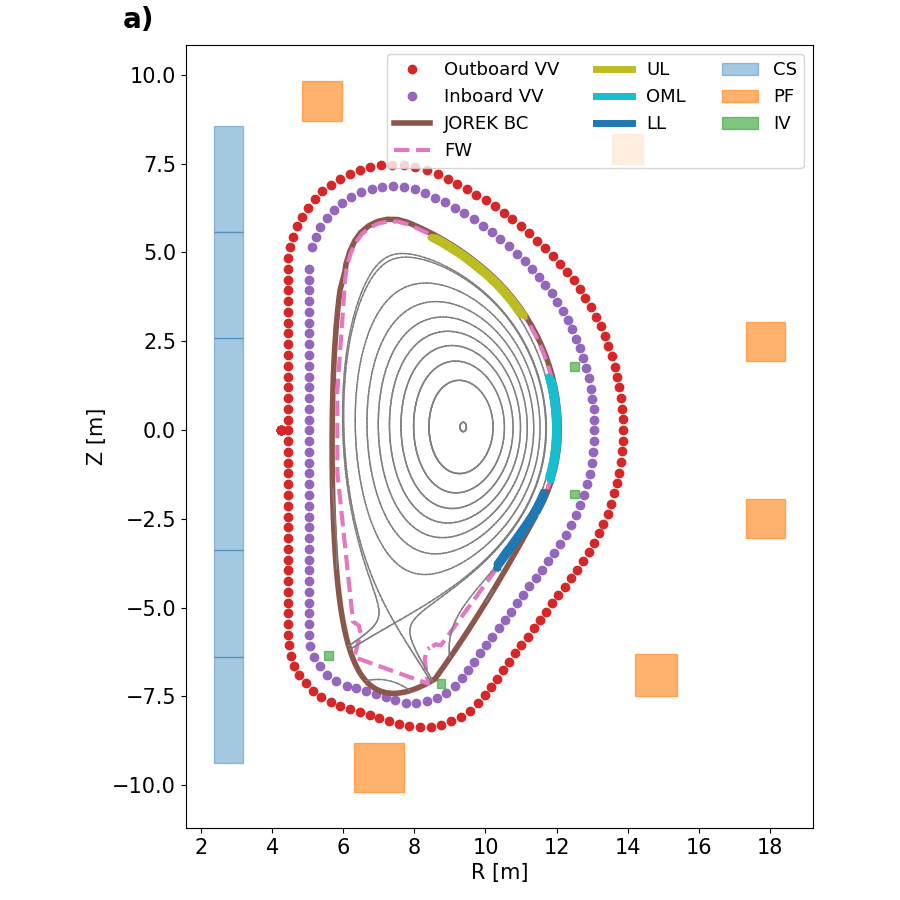 a)
Outboard VV
Inboard VV
JOREK BC
FW
UL
OML
LL
CS
PF
IV
10.0
7.5
5.0
2.5
0.0
−2.5
−5.0
−7.5
−10.0
Z [m]
2 4 6 8 10 12 14 16 18
R [m]